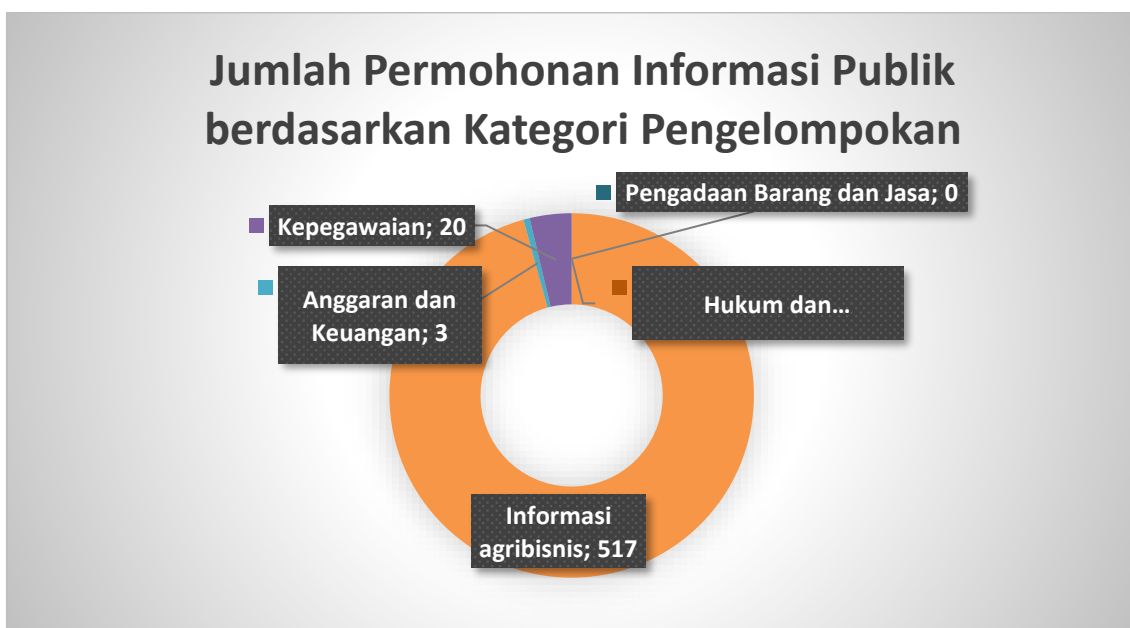 Jumlah Permohonan Informasi Publik
berdasarkan Kategori Pengelompokan
Pengadaan Barang dan Jasa; 0
Kepegawaian; 20
Anggaran dan
Keuangan; 3
Hukum dan…
Informasi
agribisnis; 517